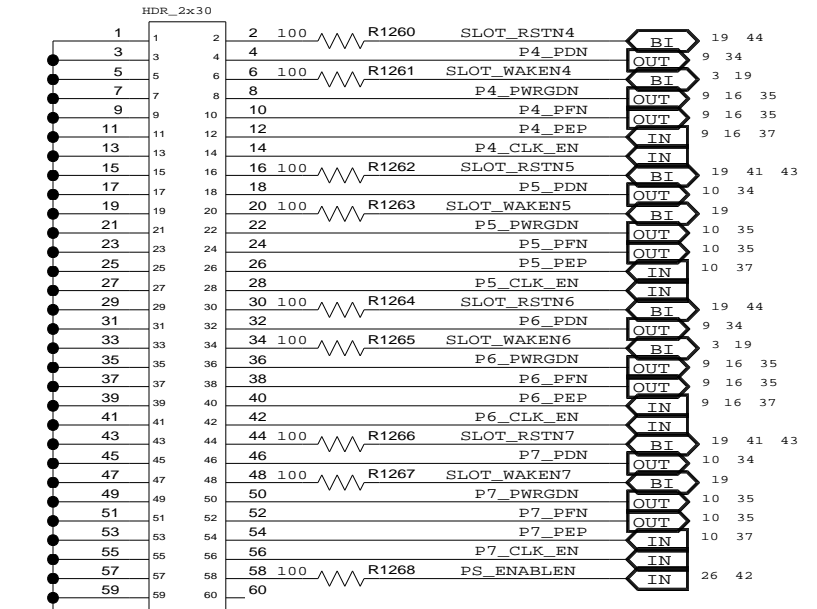 HDR_2x30
1 1 2 2 100 R1260 SLOT_RSTN4 BI 19 44
3 3 4 4 P4_PDN OUT 9 34
5 5 6 6 100 R1261 SLOT_WAKEN4 BI 3 19
7 7 8 8 P4_PWRGDN OUT 9 16 35
9 9 10 10 P4_PFN OUT 9 16 35
11 11 12 12 P4_PEP IN 9 16 37
13 13 14 14 P4_CLK_EN IN
15 15 16 16 100 R1262 SLOT_RSTN5 BI 19 41 43
17 17 18 18 P5_PDN OUT 10 34
19 19 20 20 100 R1263 SLOT_WAKEN5 BI 19
21 21 22 22 P5_PWRGDN OUT 10 35
23 23 24 24 P5_PFN OUT 10 35
25 25 26 26 P5_PEP IN 10 37
27 27 28 28 P5_CLK_EN IN
29 29 30 30 100 R1264 SLOT_RSTN6 BI 19 44
31 31 32 32 P6_PDN OUT 9 34
33 33 34 34 100 R1265 SLOT_WAKEN6 BI 3 19
35 35 36 36 P6_PWRGDN OUT 9 16 35
37 37 38 38 P6_PFN OUT 9 16 35
39 39 40 40 P6_PEP IN 9 16 37
41 41 42 42 P6_CLK_EN IN
43 43 44 44 100 R1266 SLOT_RSTN7 BI 19 41 43
45 45 46 46 P7_PDN OUT 10 34
47 47 48 48 100 R1267 SLOT_WAKEN7 BI 19
49 49 50 50 P7_PWRGDN OUT 10 35
51 51 52 52 P7_PFN OUT 10 35
53 53 54 54 P7_PEP IN 10 37
55 55 56 56 P7_CLK_EN IN
57 57 58 58 100 R1268 PS_ENABLEN IN 26 42
59 59 60 60